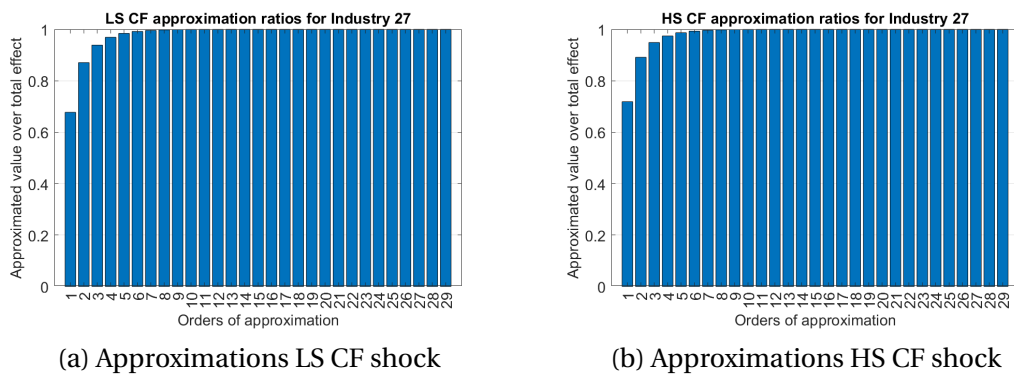 LS CF approximation ratios for Industry 27
Approximated value over total effect
1
0.8
0.6
0.4
0.2
0
1 2 3 4 5 6 7 8 9 10 11 12 13 14 15 16 17 18 19 20 21 22 23 24 25 26 27 28 29
Orders of approximation
(a) Approximations LS CF shock
HS CF approximation ratios for Industry 27
Approximated value over total effect
1
0.8
0.6
0.4
0.2
0
1 2 3 4 5 6 7 8 9 10 11 12 13 14 15 16 17 18 19 20 21 22 23 24 25 26 27 28 29
Orders of approximation
(b) Approximations HS CF shock